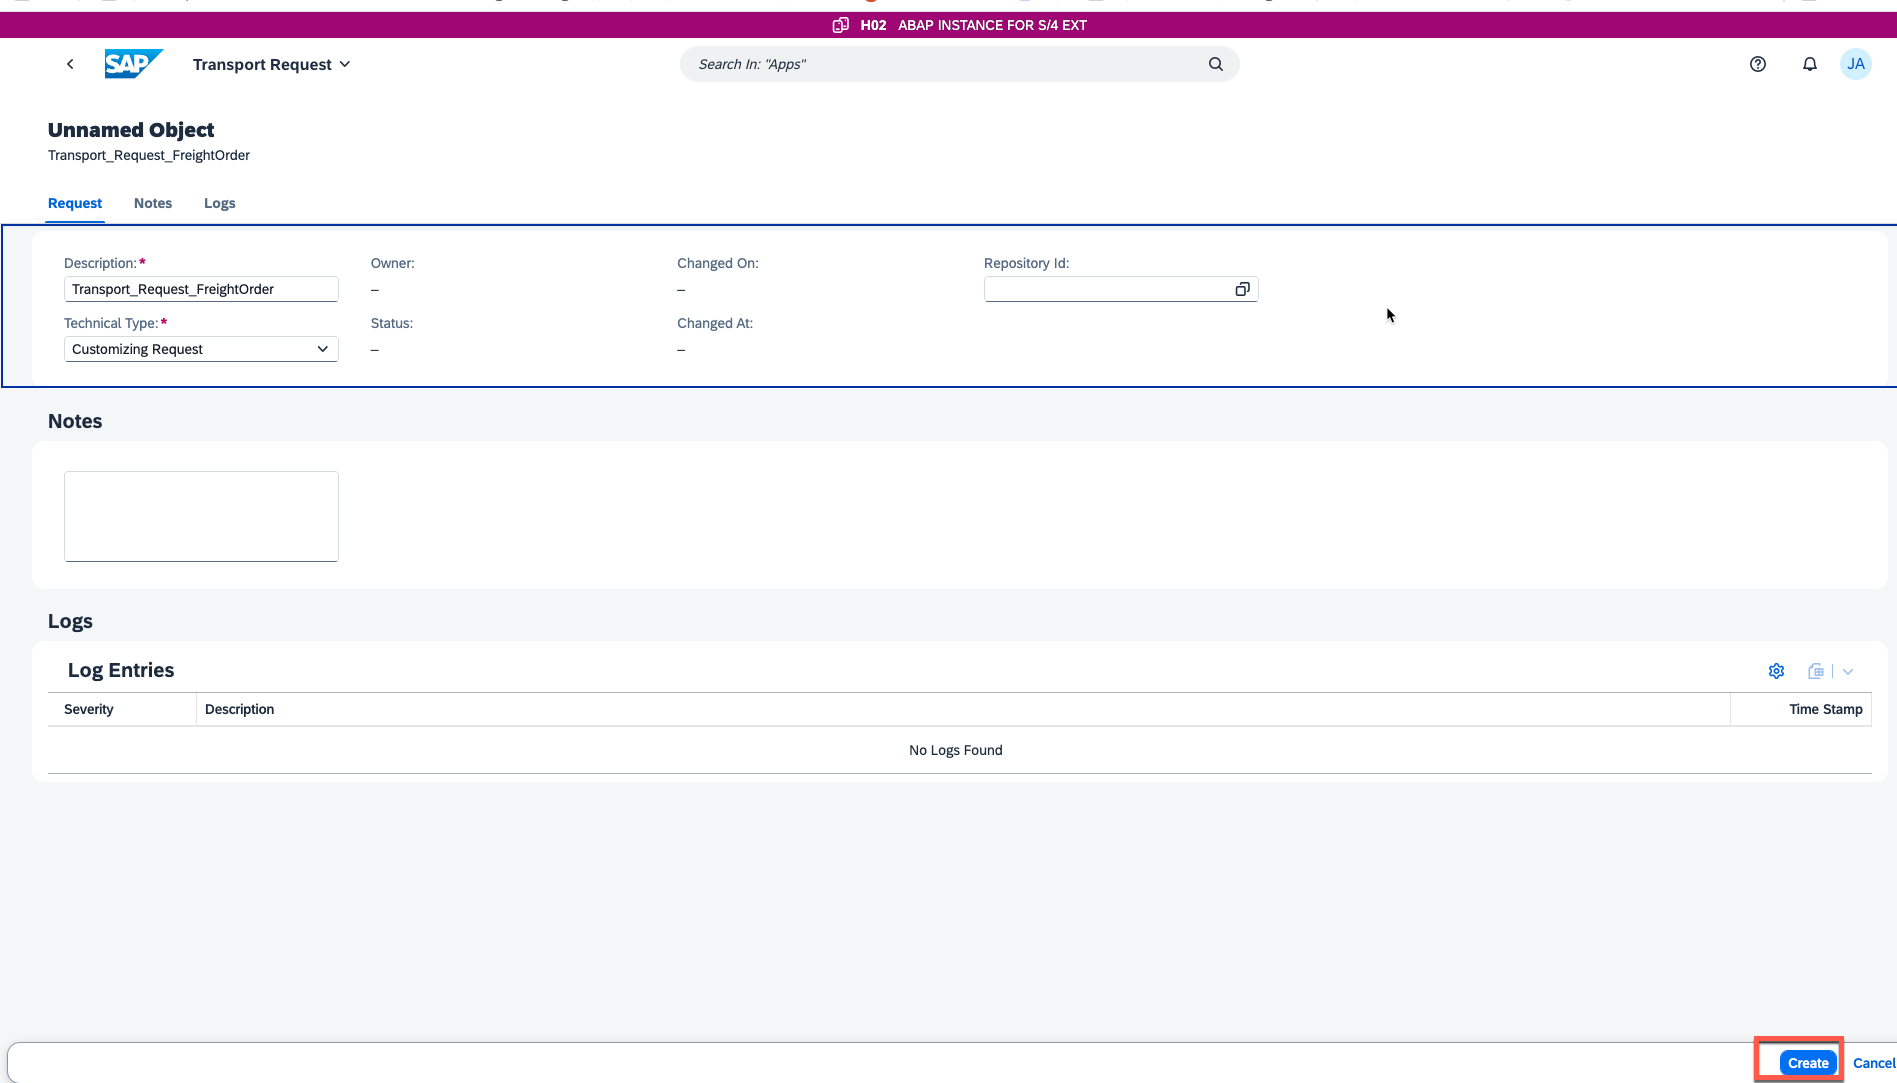 H02 ABAP INSTANCE FOR S/4 EXT
SAP Transport Request Search In: "Apps" JA
Unnamed Object
Transport_Request_FreightOrder
Request Notes Logs
Description:* Owner: Changed On: Repository Id:
Transport_Request_FreightOrder – –
Technical Type:* Status: Changed At:
Customizing Request – –
Notes
Logs
Log Entries
Severity Description Time Stamp
No Logs Found
Create Cancel